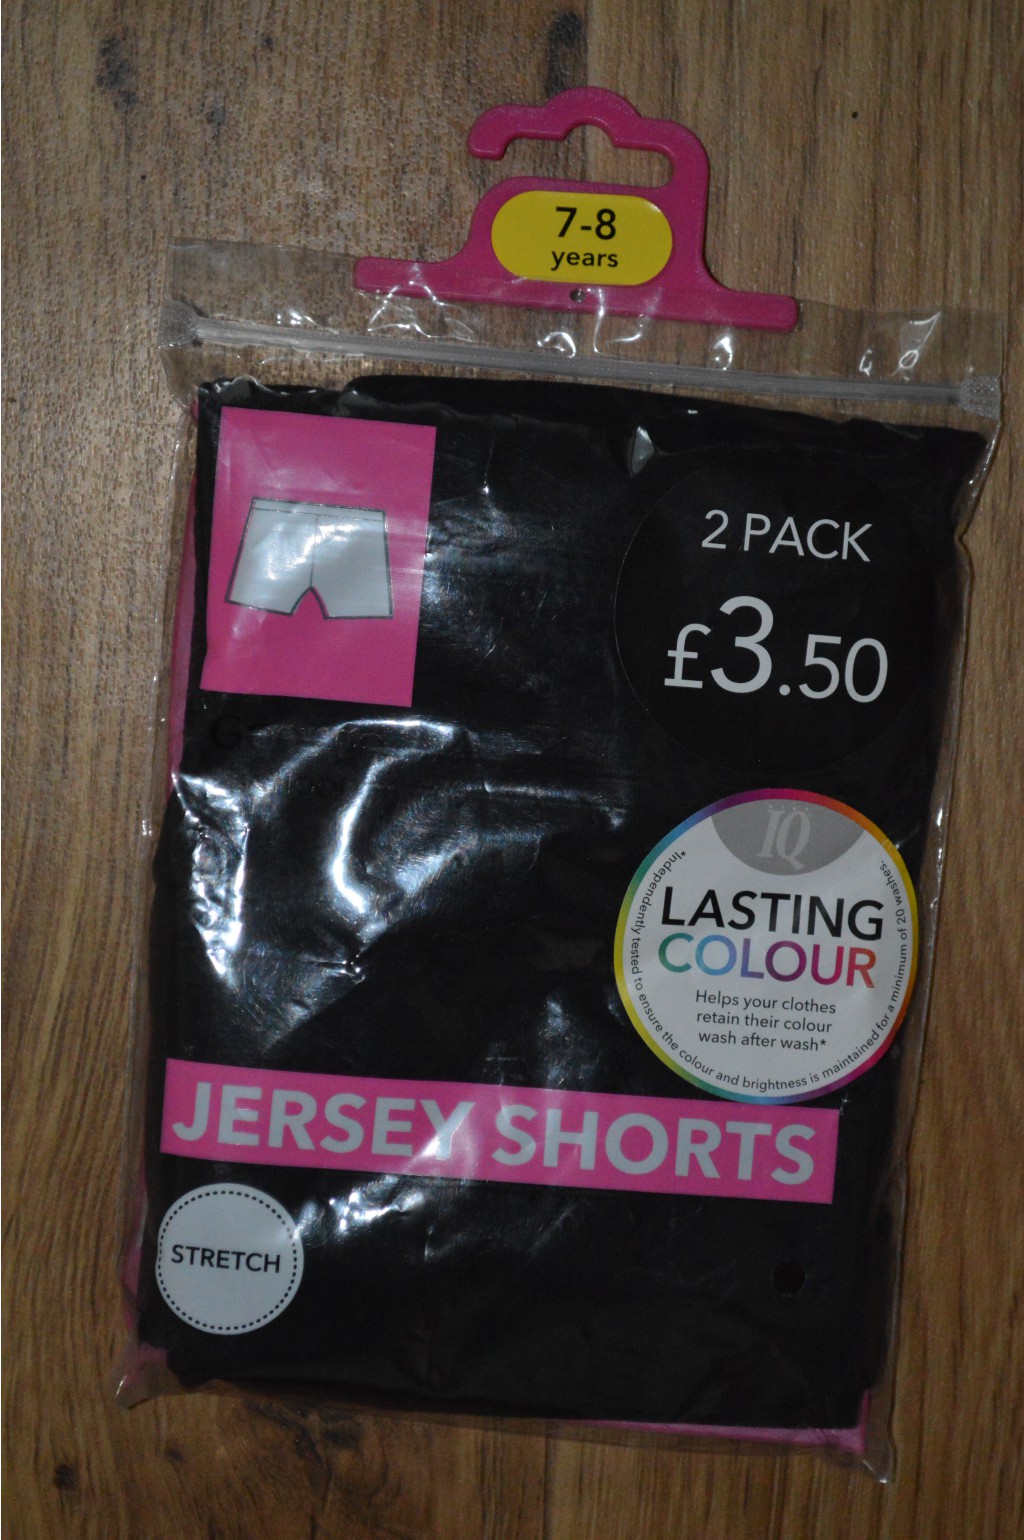 7-8
years
2 PACK
£3.50
IQ
LASTING
COLOUR
Helps your clothes
retain their colour
wash after wash*
*Independently tested to ensure the colour and brightness is maintained for a minimum of 20 washes.
JERSEY SHORTS
STRETCH